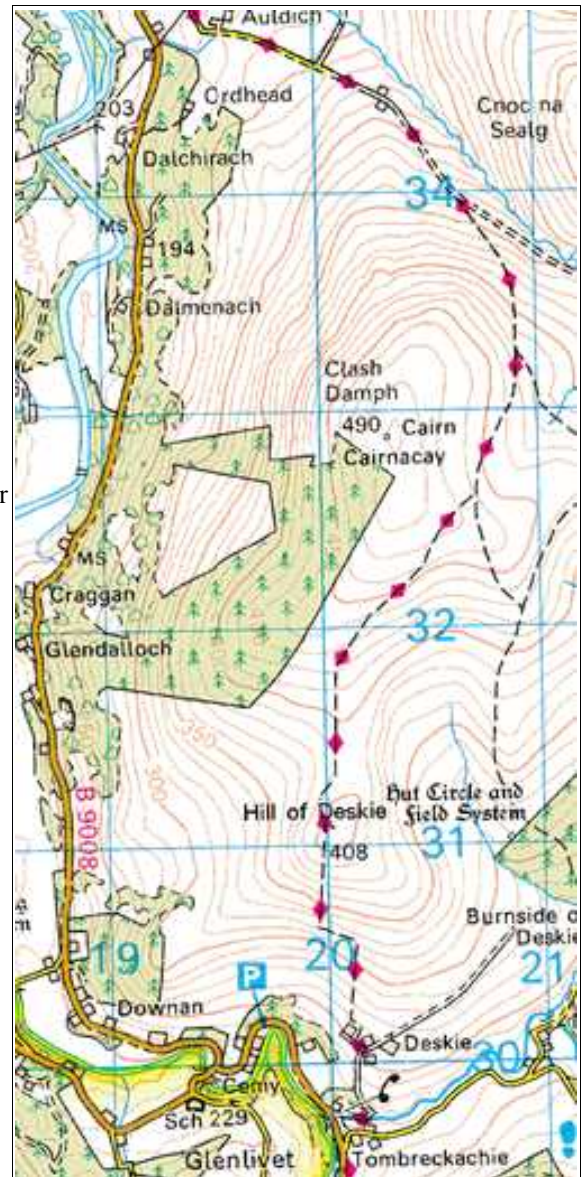 Auldich
Ordhead
203
Cnoc na
Sealg
Dalchirach
34
MS
194
Dalmenach
Clash
Damph
490 Cairn
Cairnacay
r
MS
Craggan
32
Glendalloch
350
300
B 9008
Hut Circle and
Field System
Hill of Deskie
31
408
Burnside o
Deskie
19
20
21
P
Downan
Deskie
30
Sch 229
Glenlivet
Tombreckachie